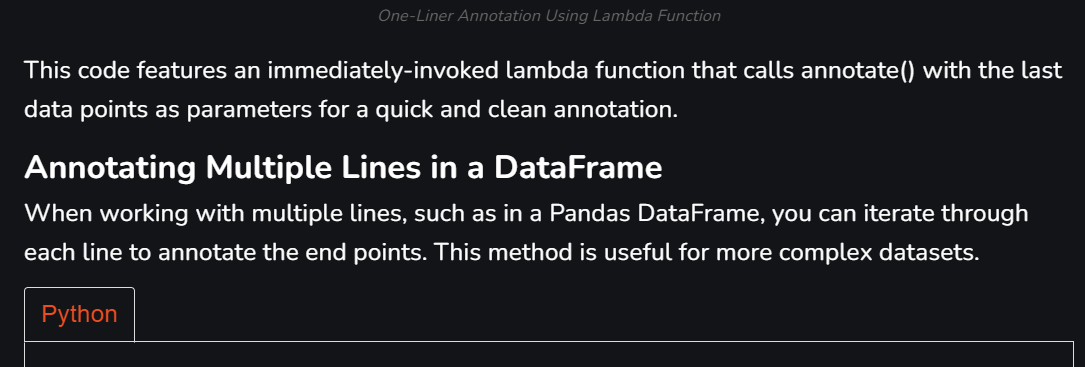 One-Liner Annotation Using Lambda Function
This code features an immediately-invoked lambda function that calls annotate() with the last
data points as parameters for a quick and clean annotation.
Annotating Multiple Lines in a DataFrame
When working with multiple lines, such as in a Pandas DataFrame, you can iterate through
each line to annotate the end points. This method is useful for more complex datasets.
Python